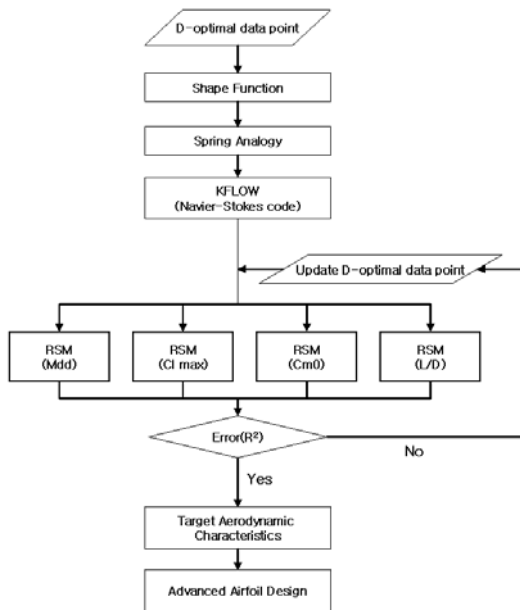 D-optimal data point
Shape Function
Spring Analogy
KFLOW
(Navier-Stokes code)
Update D-optimal data point
RSM
(Mdd)
RSM
(Cl max)
RSM
(Cm0)
RSM
(L/D)
Error(R²)
No
Yes
Target Aerodynamic
Characteristics
Advanced Airfoil Design